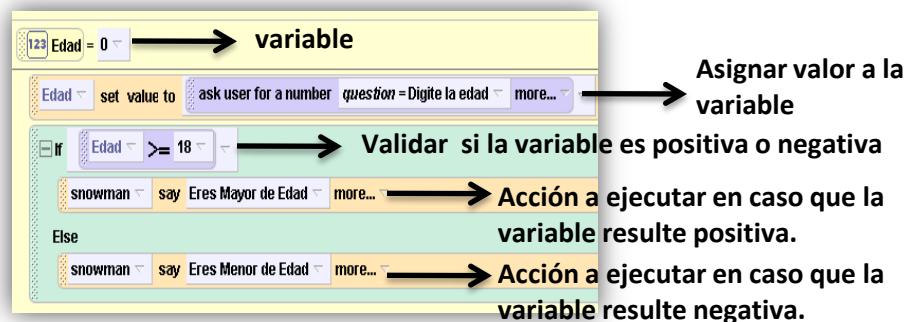 123 Edad = 0
variable
Edad set value to ask user for a number question = Digite la edad more...
Asignar valor a la
variable
If Edad >= 18
Validar si la variable es positiva o negativa
snowman say Eres Mayor de Edad more...
Acción a ejecutar en caso que la
variable resulte positiva.
Else
snowman say Eres Menor de Edad more...
Acción a ejecutar en caso que la
variable resulte negativa.